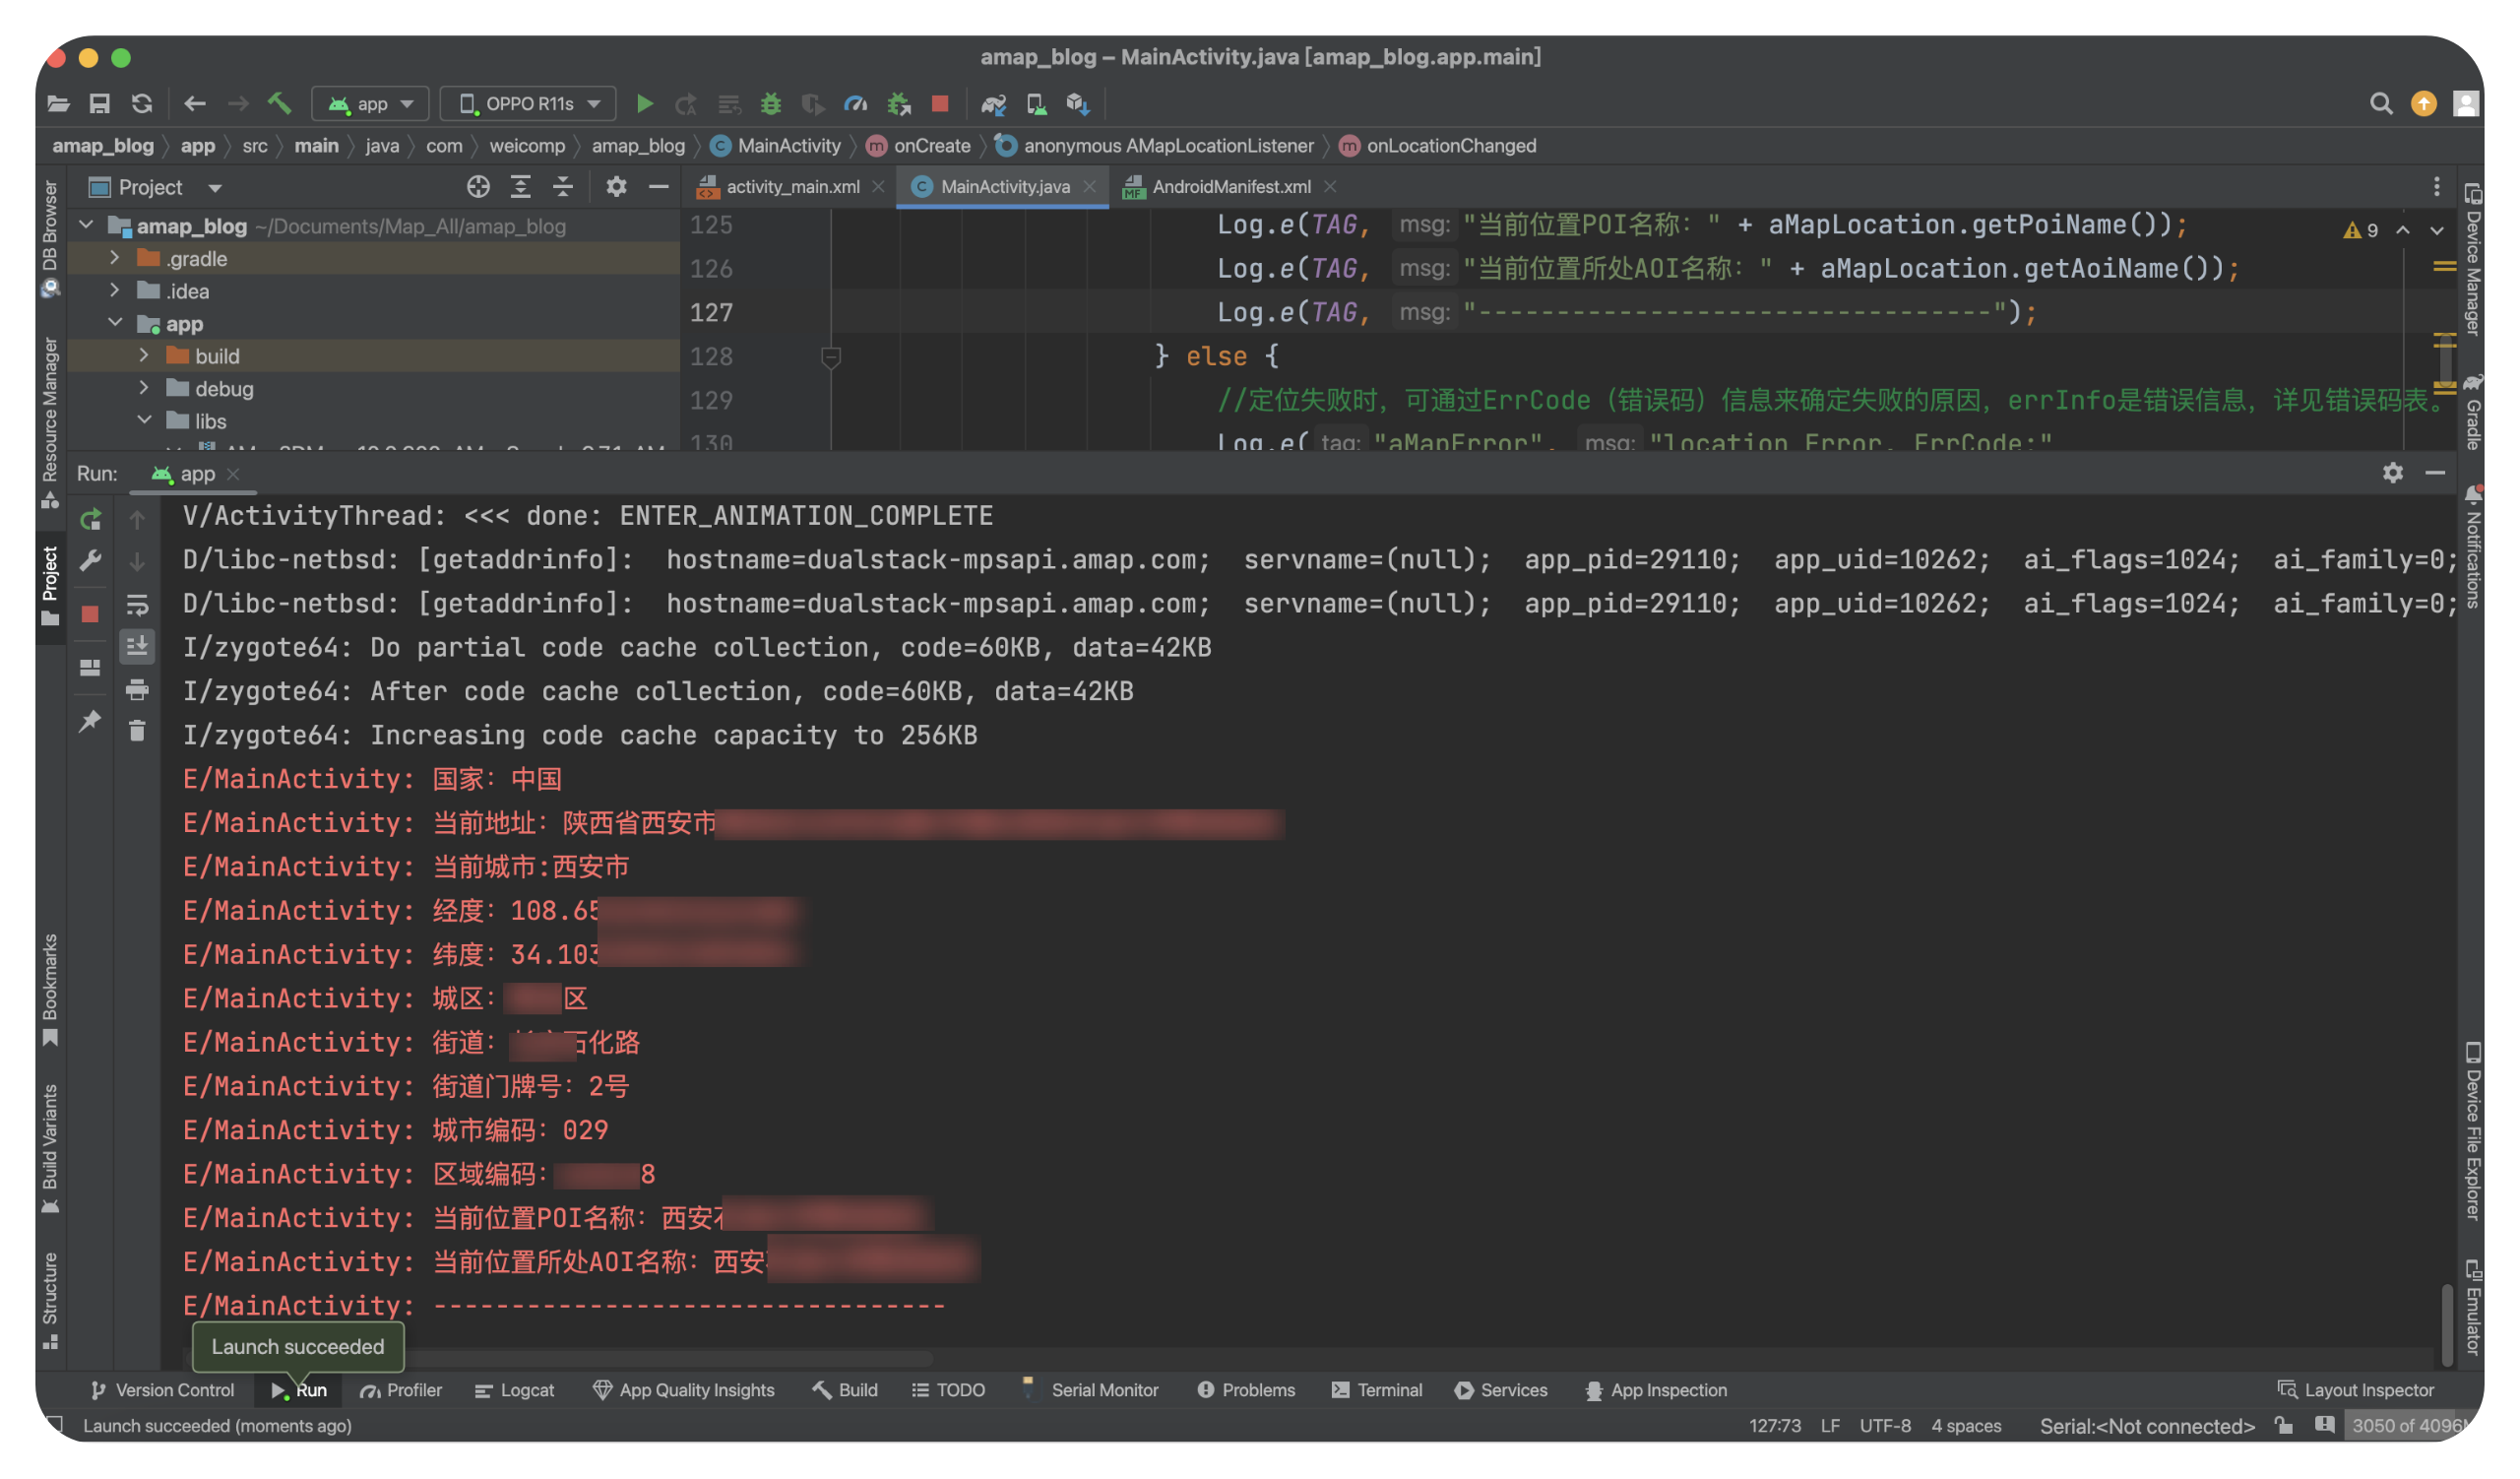 amap_blog – MainActivity.java [amap_blog.app.main]
app
OPPO R11s
amap_blog
app
src
main
java
com
weicomp
amap_blog
MainActivity
onCreate
anonymous AMapLocationListener
onLocationChanged
Project
activity_main.xml
MainActivity.java
AndroidManifest.xml
amap_blog ~/Documents/Map_All/amap_blog
.gradle
.idea
app
build
debug
libs
125 Log.e(TAG, msg: "当前位置POI名称：" + aMapLocation.getPoiName());
126 Log.e(TAG, msg: "当前位置所处AOI名称：" + aMapLocation.getAoiName());
127 Log.e(TAG, msg: "---------------------------------");
128 } else {
129 //定位失败时，可通过ErrCode（错误码）信息来确定失败的原因，errInfo是错误信息，详见错误码表。
130 Log.e( tag: "aMapError", msg: "location Error, ErrCode:"
9
Run:
app
V/ActivityThread: <<< done: ENTER_ANIMATION_COMPLETE
D/libc-netbsd: [getaddrinfo]: hostname=dualstack-mpsapi.amap.com; servname=(null); app_pid=29110; app_uid=10262; ai_flags=1024; ai_family=0;
D/libc-netbsd: [getaddrinfo]: hostname=dualstack-mpsapi.amap.com; servname=(null); app_pid=29110; app_uid=10262; ai_flags=1024; ai_family=0;
I/zygote64: Do partial code cache collection, code=60KB, data=42KB
I/zygote64: After code cache collection, code=60KB, data=42KB
I/zygote64: Increasing code cache capacity to 256KB
E/MainActivity: 国家：中国
E/MainActivity: 当前地址：陕西省西安市
E/MainActivity: 当前城市:西安市
E/MainActivity: 经度：108.65
E/MainActivity: 纬度：34.103
E/MainActivity: 城区： 区
E/MainActivity: 街道： 化路
E/MainActivity: 街道门牌号：2号
E/MainActivity: 城市编码：029
E/MainActivity: 区域编码： 8
E/MainActivity: 当前位置POI名称：西安
E/MainActivity: 当前位置所处AOI名称：西安
E/MainActivity: ---------------------------------
Launch succeeded
Version Control
Run
Profiler
Logcat
App Quality Insights
Build
TODO
Serial Monitor
Problems
Terminal
Services
App Inspection
Layout Inspector
Launch succeeded (moments ago)
127:73
LF
UTF-8
4 spaces
Serial:<Not connected>
3050 of 4096M
DB Browser
Resource Manager
Project
Bookmarks
Build Variants
Structure
Device Manager
Gradle
Notifications
Device File Explorer
Emulator